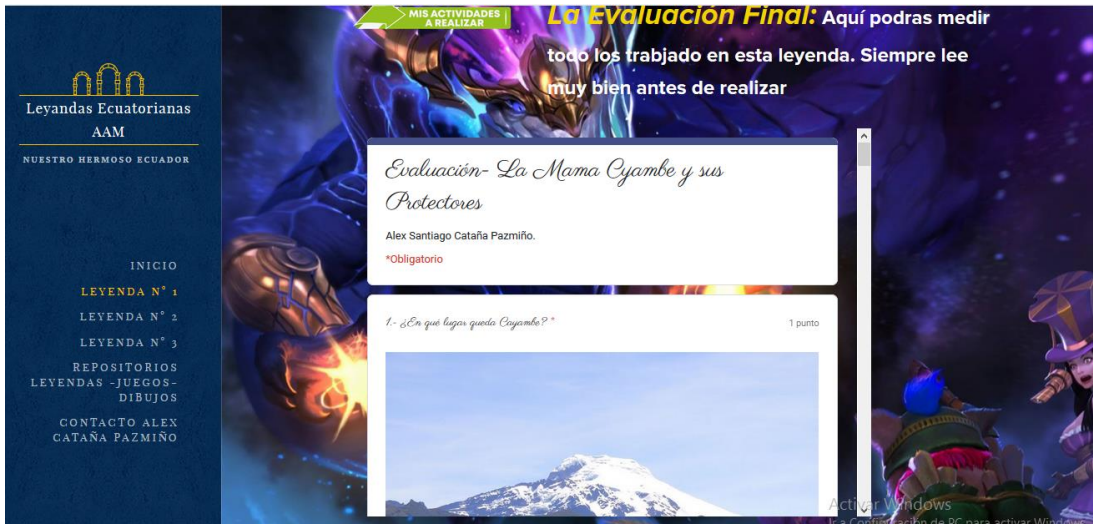 Leyandas Ecuatorianas
AAM
NUESTRO HERMOSO ECUADOR
INICIO
LEYENDA N° 1
LEYENDA N° 2
LEYENDA N° 3
REPOSITORIOS
LEYENDAS -JUEGOS-
DIBUJOS
CONTACTO ALEX
CATAÑA PAZMIÑO
MIS ACTIVIDADES
A REALIZAR
La Evaluación Final: Aquí podras medir
todo los trabjado en esta leyenda. Siempre lee
muy bien antes de realizar
Evaluación- La Mama Cyambe y sus
Protectores
Alex Santiago Cataña Pazmiño.
*Obligatorio
1.- ¿En qué lugar queda Cayambe? *
1 punto
Activar Windows
Ir a Configuración de PC para activar Windows